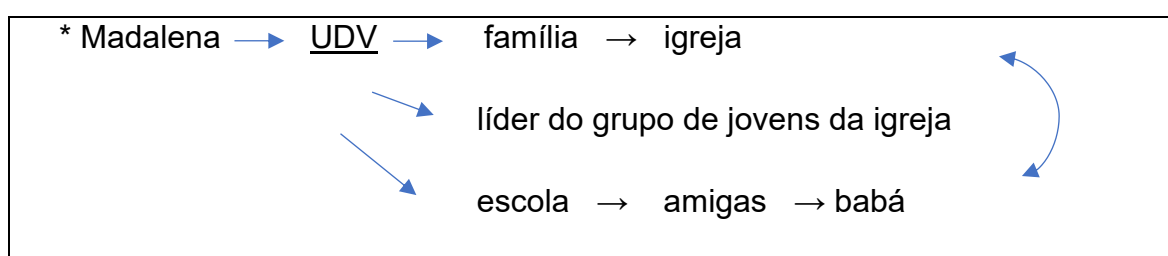 * Madalena → UDV → família → igreja
líder do grupo de jovens da igreja
escola → amigas → babá